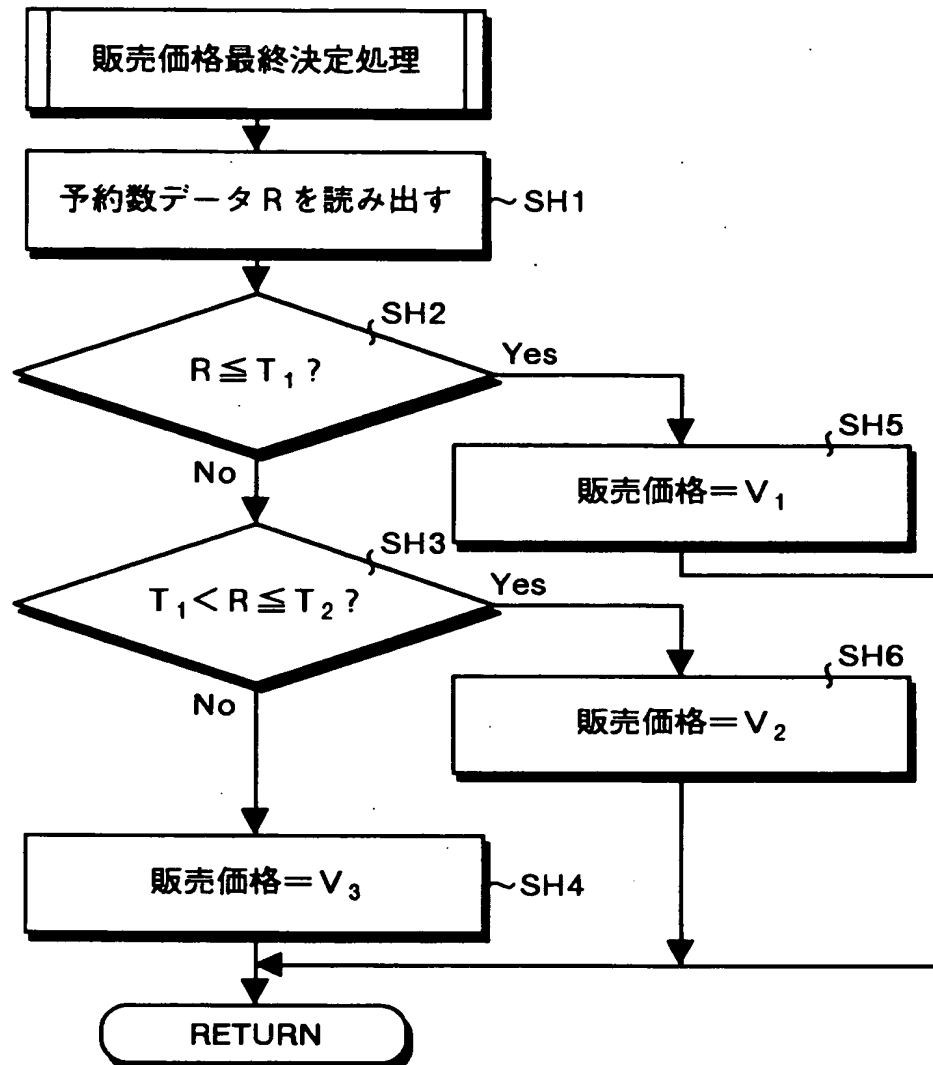 販売価格最終決定処理
予約数データRを読み出す
~SH1
SH2
R≦T₁?
Yes
No
SH5
販売価格=V₁
SH3
T₁<R≦T₂?
Yes
No
SH6
販売価格=V₂
販売価格=V₃
~SH4
RETURN